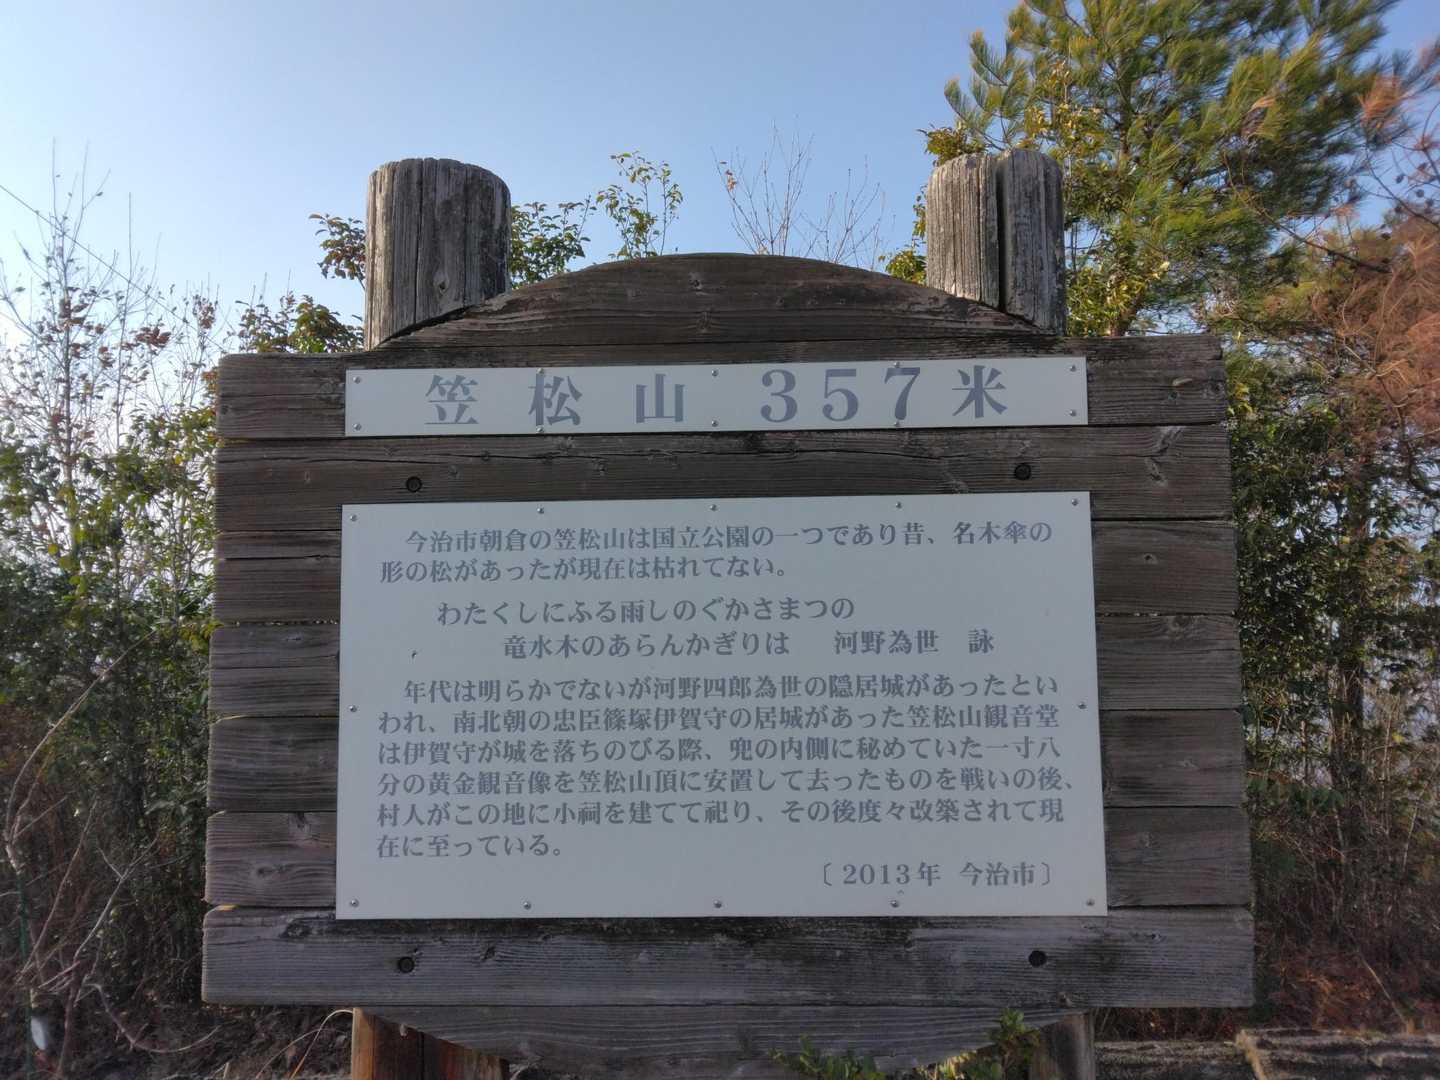 笠松山 357米
今治市朝倉の笠松山は国立公園の一つであり昔、名木傘の
形の松があったが現在は枯れてない。
わたくしにふる雨しのぐかさまつの
竜水木のあらんかぎりは 河野為世 詠
年代は明らかでないが河野四郎為世の隠居城があったとい
われ、南北朝の忠臣篠塚伊賀守の居城があった笠松山観音堂
は伊賀守が城を落ちのびる際、兜の内側に秘めていた一寸八
分の黄金観音像を笠松山頂に安置して去ったものを戦いの後、
村人がこの地に小祠を建てて祀り、その後度々改築されて現
在に至っている。
〔2013年 今治市〕